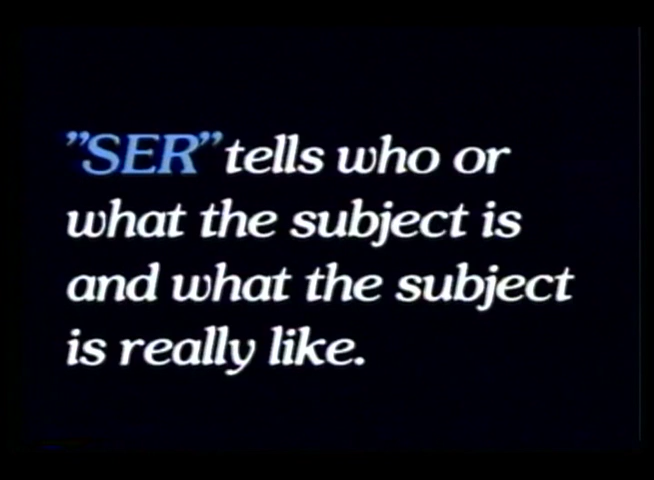 ”SER” tells who or
what the subject is
and what the subject
is really like.